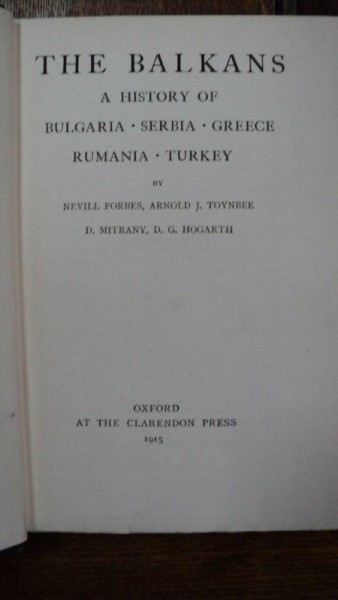 THE BALKANS
A HISTORY OF
BULGARIA · SERBIA · GREECE
RUMANIA · TURKEY
BY
NEVILL FORBES, ARNOLD J. TOYNBEE
D. MITRANY, D. G. HOGARTH
OXFORD
AT THE CLARENDON PRESS
1915